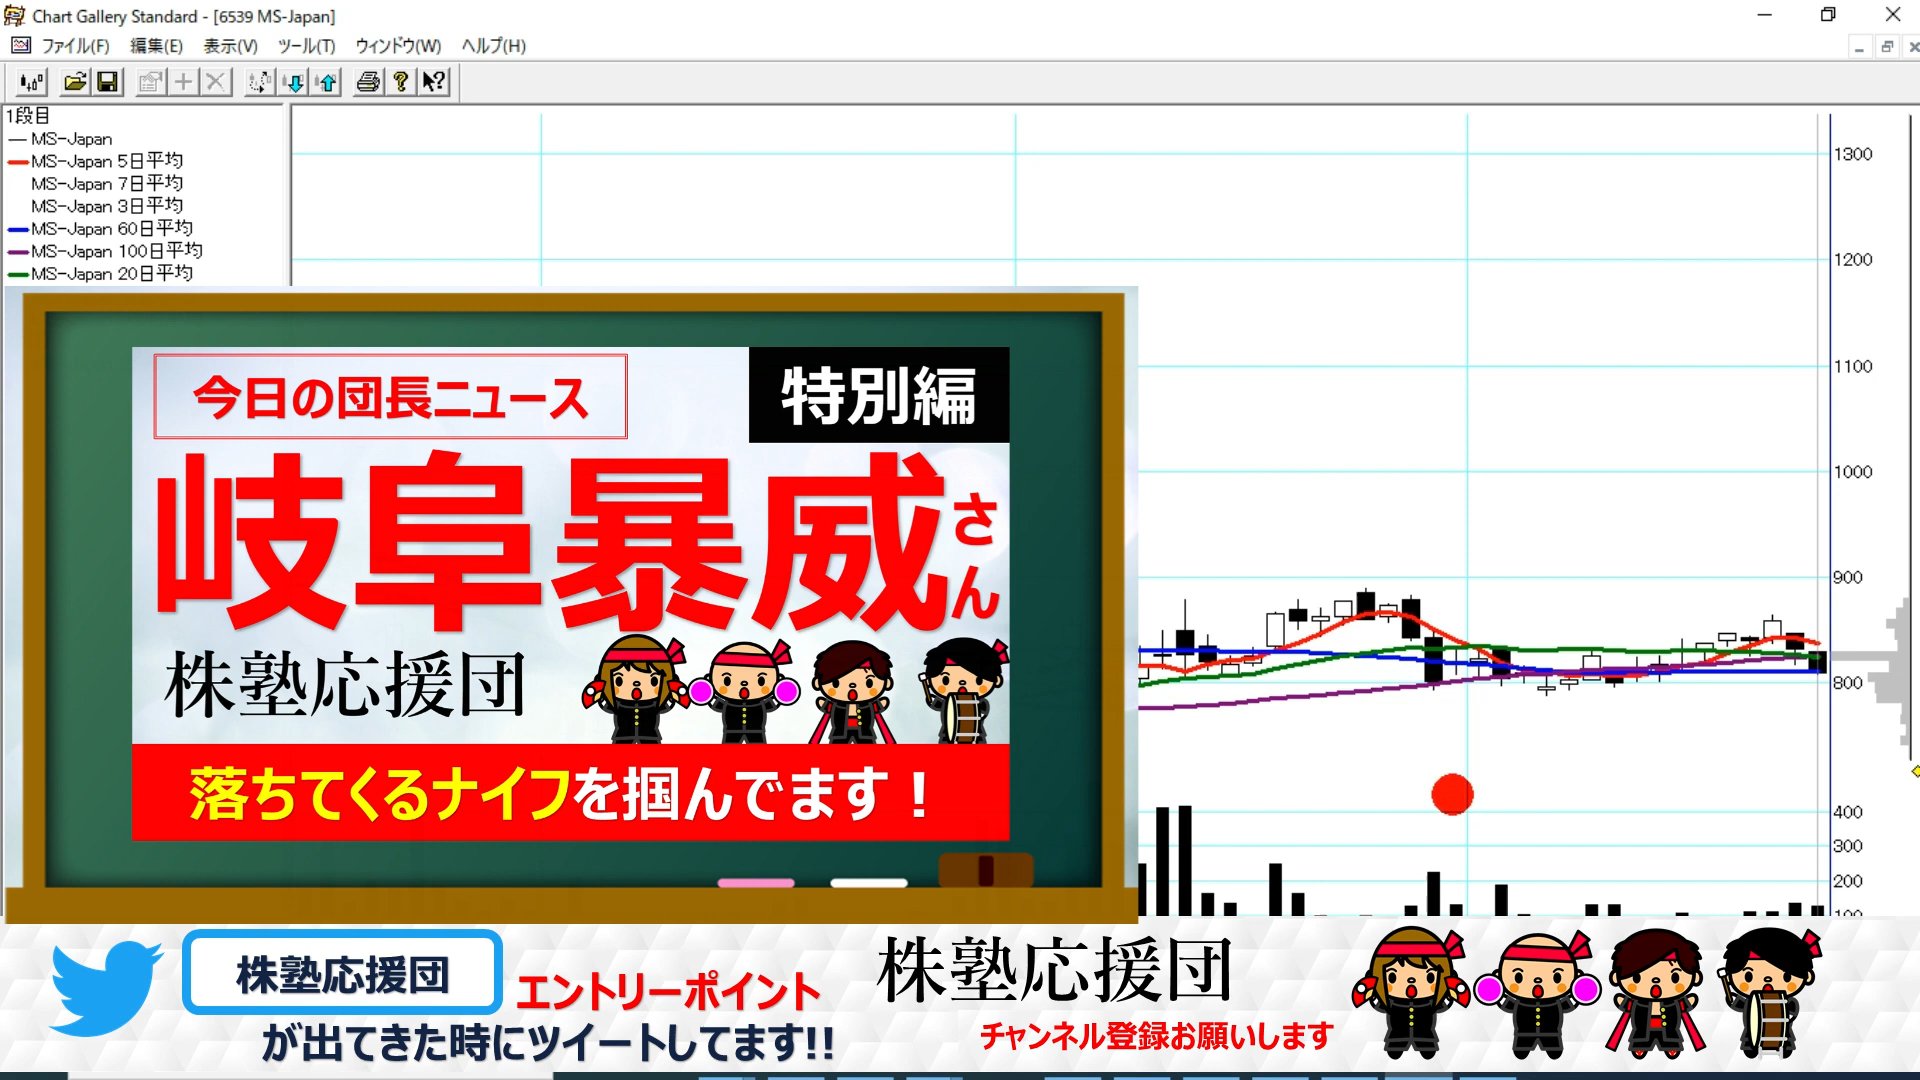 Chart Gallery Standard - [6539 MS-Japan]
ファイル(F) 編集(E) 表示(V) ツール(T) ウィンドウ(W) ヘルプ(H)
1段目
MS-Japan
MS-Japan 5日平均
MS-Japan 7日平均
MS-Japan 3日平均
MS-Japan 60日平均
MS-Japan 100日平均
MS-Japan 20日平均
1300
1200
1100
1000
900
800
400
300
200
100
今日の団長ニュース
特別編
岐阜暴威さん
株塾応援団
落ちてくるナイフを掴んでます！
株塾応援団
エントリーポイント
が出てきた時にツイートしてます!!
株塾応援団
チャンネル登録お願いします